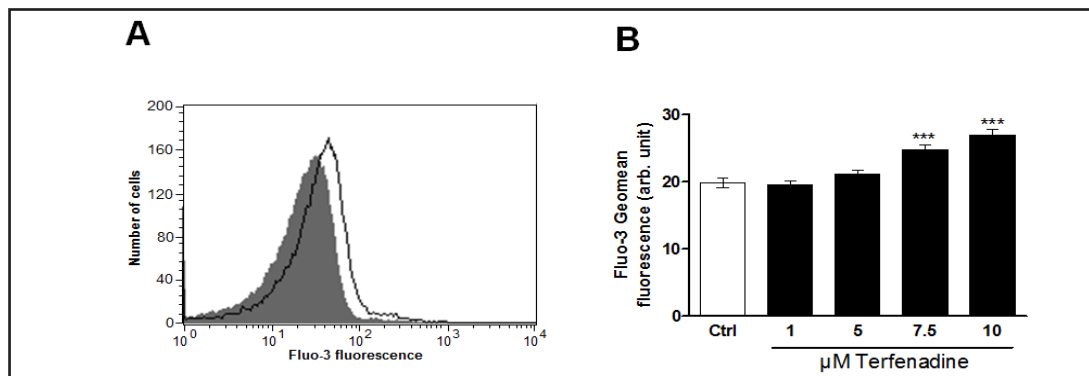 A
B
200
160
120
80
40
0
Number of cells
10^0 10^1 10^2 10^3 10^4
Fluo-3 fluorescence
Fluo-3 Geomean
fluorescence (arb. unit)
30
20
10
0
***
***
Ctrl 1 5 7.5 10
µM Terfenadine